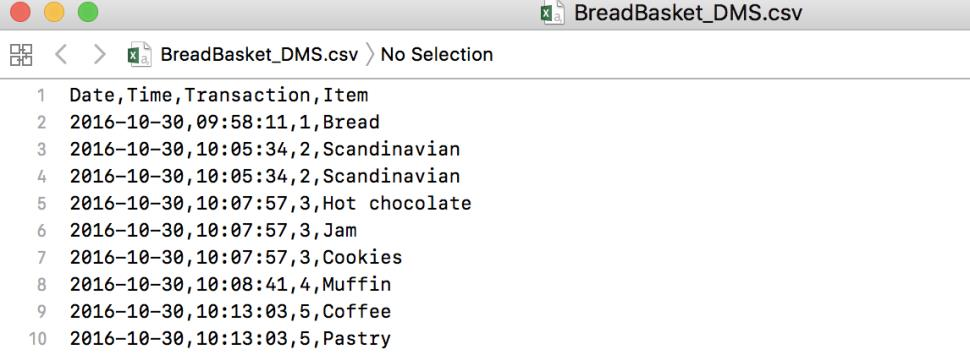 BreadBasket_DMS.csv
BreadBasket_DMS.csv 〉No Selection
1 Date,Time,Transaction,Item
2 2016-10-30,09:58:11,1,Bread
3 2016-10-30,10:05:34,2,Scandinavian
4 2016-10-30,10:05:34,2,Scandinavian
5 2016-10-30,10:07:57,3,Hot chocolate
6 2016-10-30,10:07:57,3,Jam
7 2016-10-30,10:07:57,3,Cookies
8 2016-10-30,10:08:41,4,Muffin
9 2016-10-30,10:13:03,5,Coffee
10 2016-10-30,10:13:03,5,Pastry